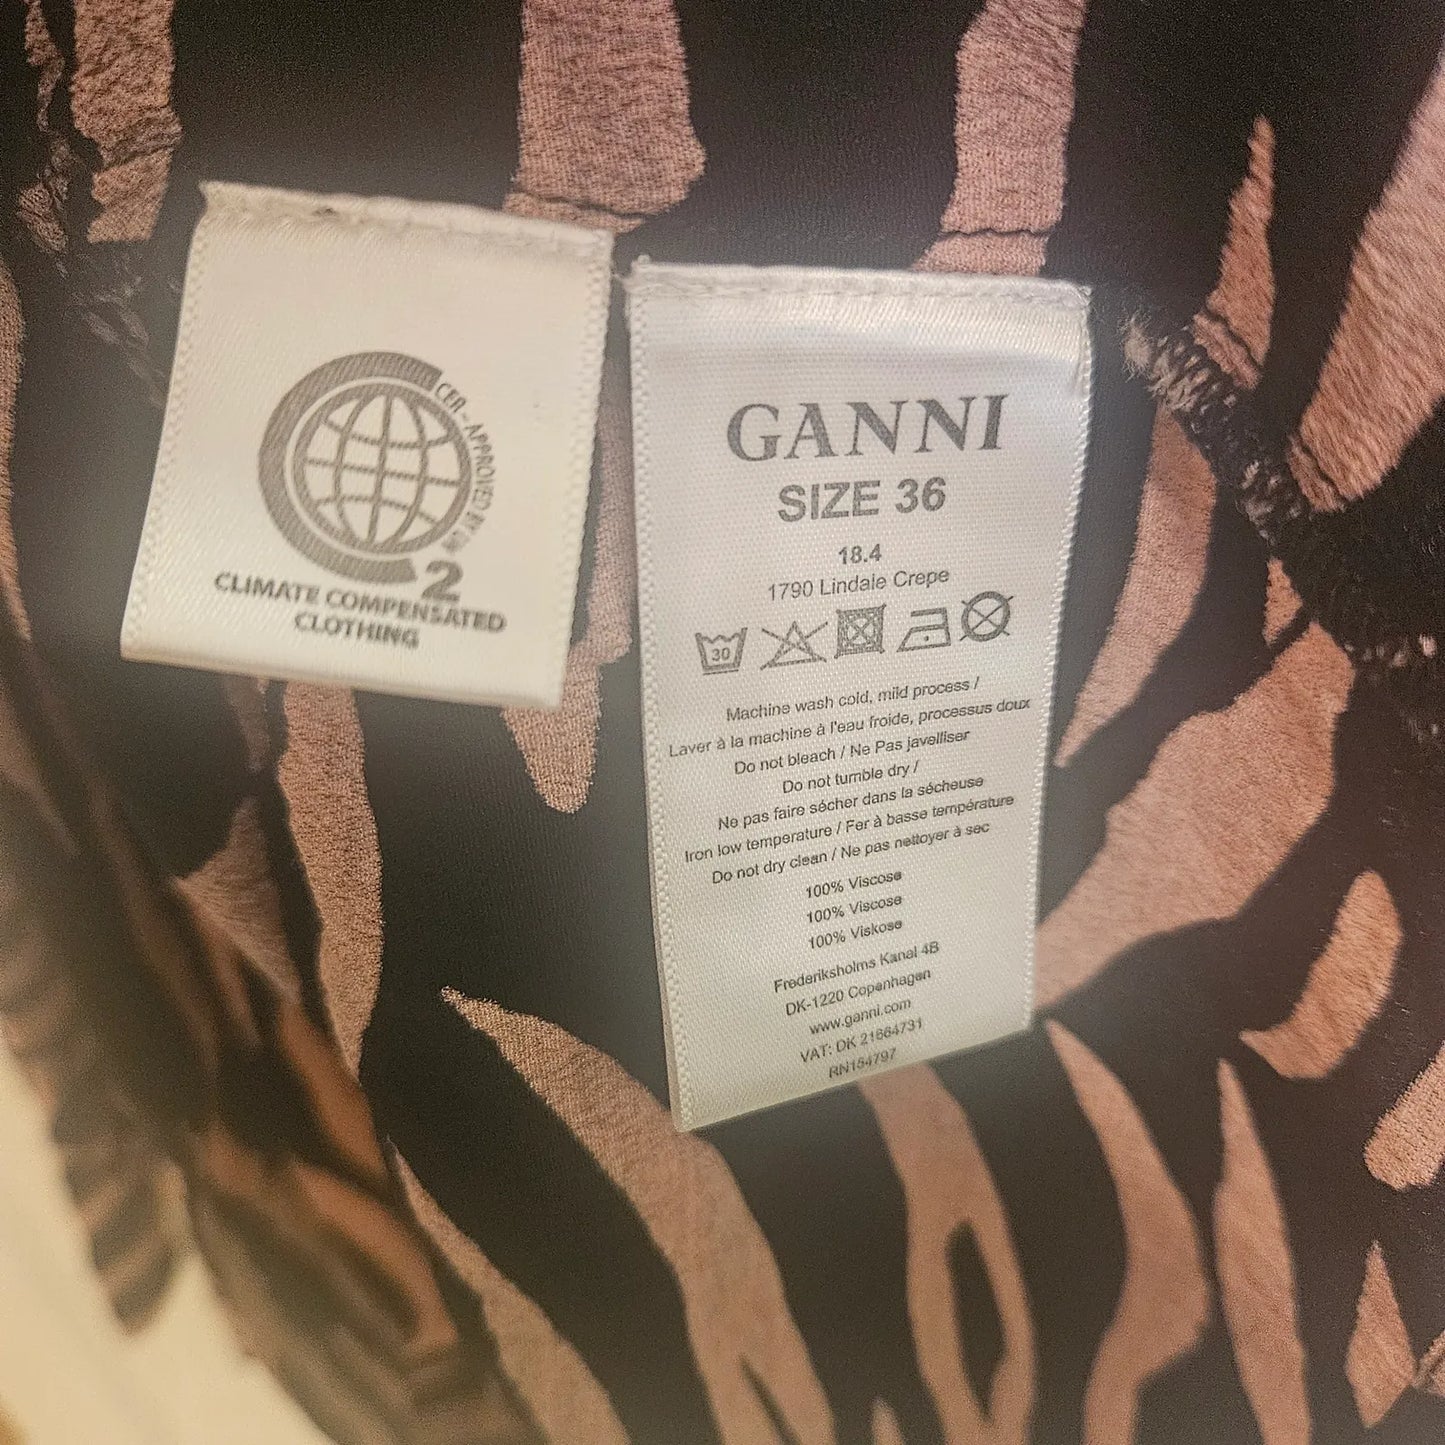 CER-APPROVED BY
2
CLIMATE COMPENSATED
CLOTHING
GANNI
SIZE 36
18.4
1790 Lindale Crepe
30
Machine wash cold, mild process /
Laver à la machine à l'eau froide, processus doux
Do not bleach / Ne Pas javelliser
Do not tumble dry /
Ne pas faire sécher dans la sécheuse
Iron low temperature / Fer à basse température
Do not dry clean / Ne pas nettoyer à sec
100% Viscose
100% Viscose
100% Viskose
Frederiksholms Kanal 4B
DK-1220 Copenhagen
www.ganni.com
VAT: DK 21664731
RN154797